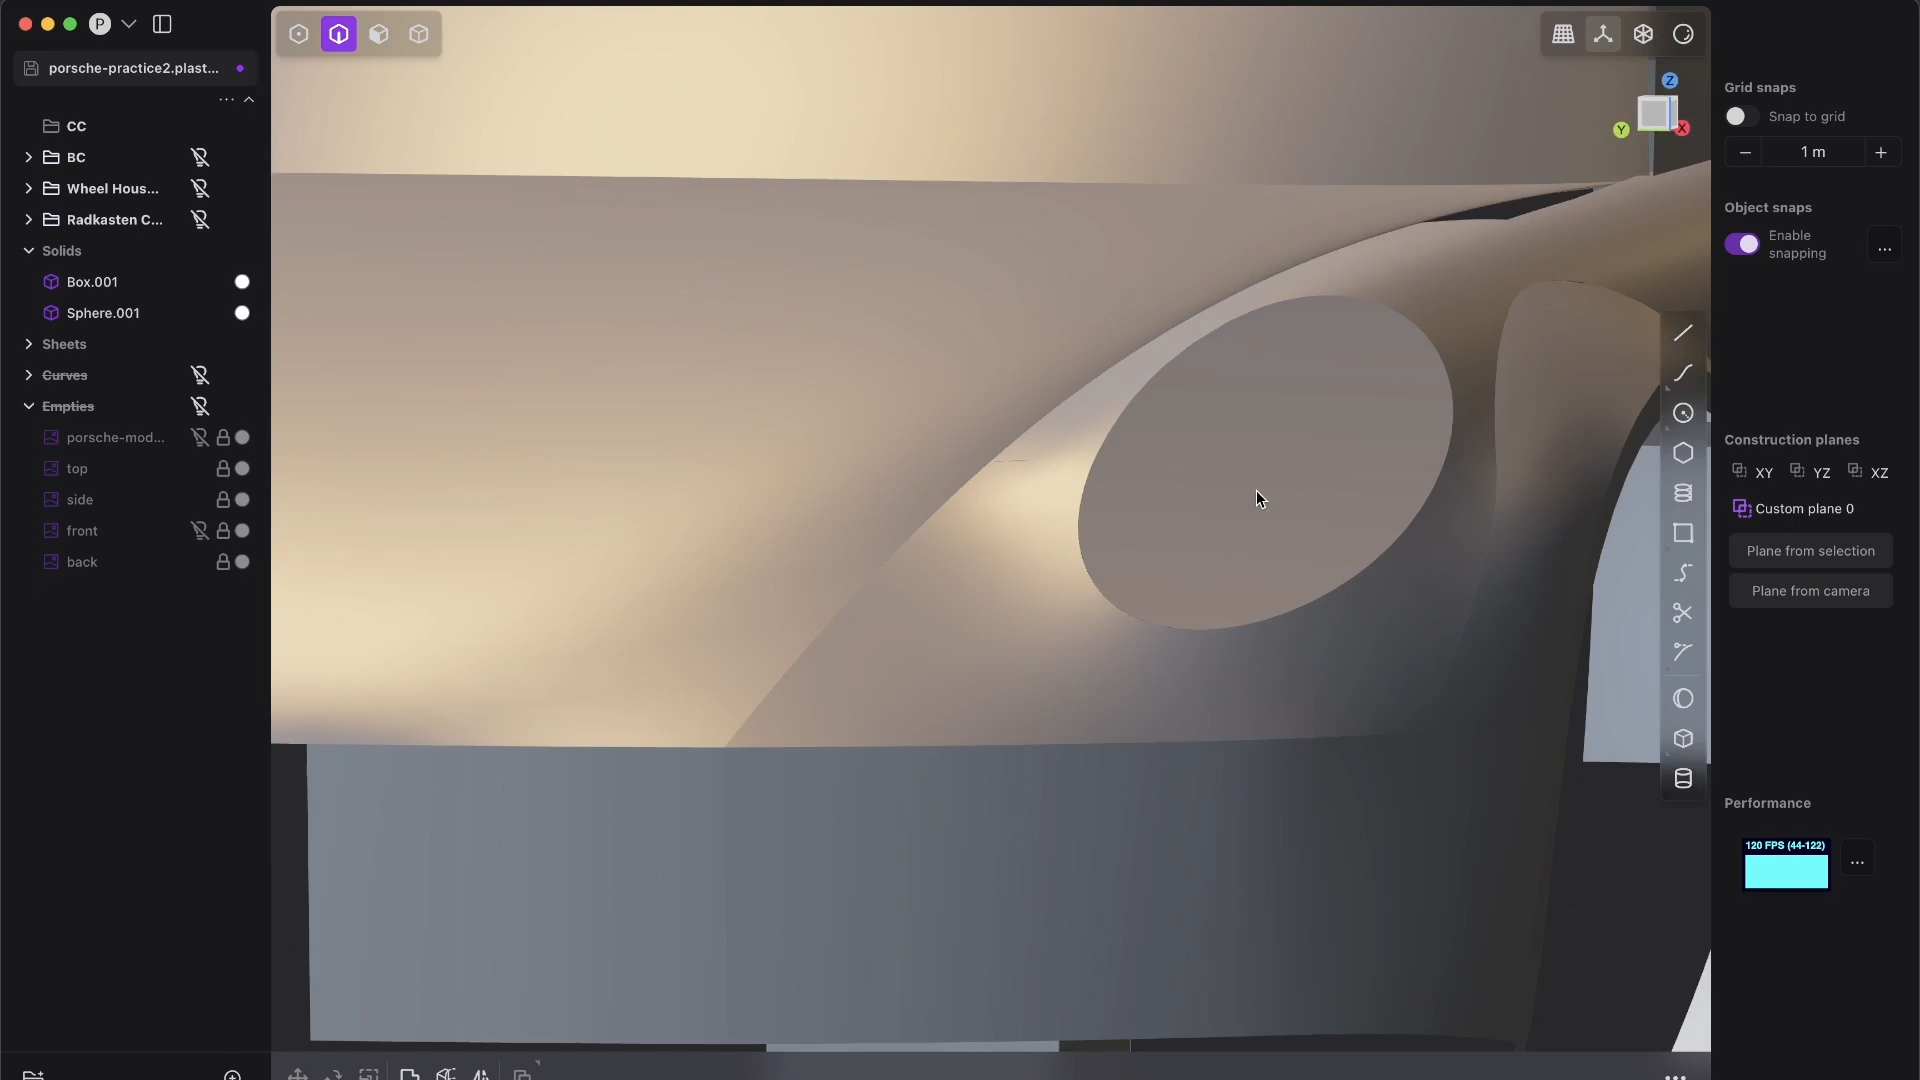 P
porsche-practice2.plast...
CC
BC
Wheel Hous...
Radkasten C...
Solids
Box.001
Sphere.001
Sheets
Curves
Empties
porsche-mod...
top
side
front
back
Z
Y
X
Grid snaps
Snap to grid
1 m
Object snaps
Enable
snapping
Construction planes
XY YZ XZ
Custom plane 0
Plane from selection
Plane from camera
Performance
120 FPS (44-122)